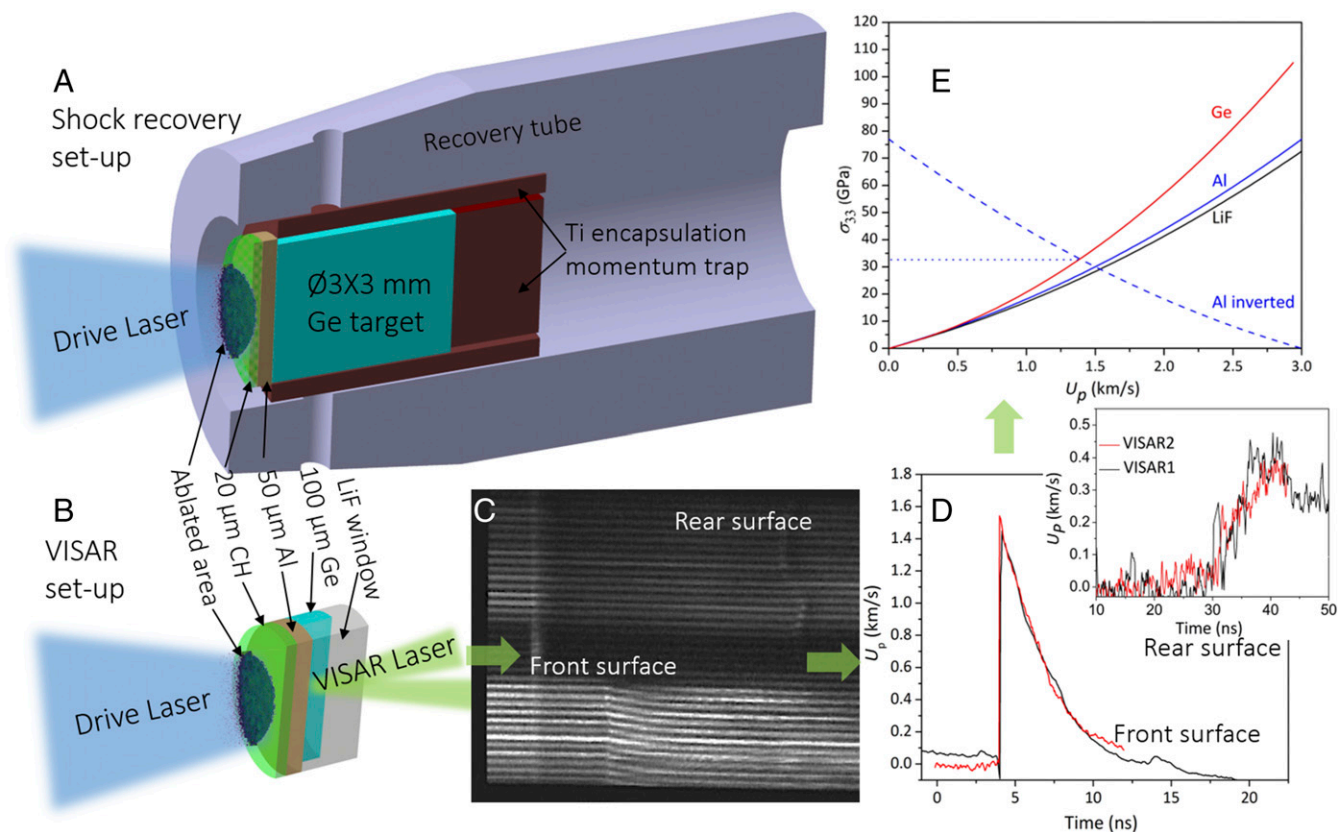 A
Shock recovery
set-up
Recovery tube
Ti encapsulation
momentum trap
Ø3X3 mm
Ge target
Drive Laser
Ablated area
20 µm CH
50 µm Al
100 µm Ge
LiF window
B
VISAR
set-up
Drive Laser
VISAR Laser
C
Rear surface
Front surface
E
120
110
100
90
80
70
60
50
40
30
20
10
0
σ33 (GPa)
Ge
Al
LiF
Al inverted
0.0 0.5 1.0 1.5 2.0 2.5 3.0
Up (km/s)
D
1.8
1.6
1.4
1.2
1.0
0.8
0.6
0.4
0.2
0.0
Up (km/s)
Front surface
0 5 10 15 20
Time (ns)
VISAR2
VISAR1
0.5
0.4
0.3
0.2
0.1
0.0
Up (km/s)
10 20 30 40 50
Time (ns)
Rear surface